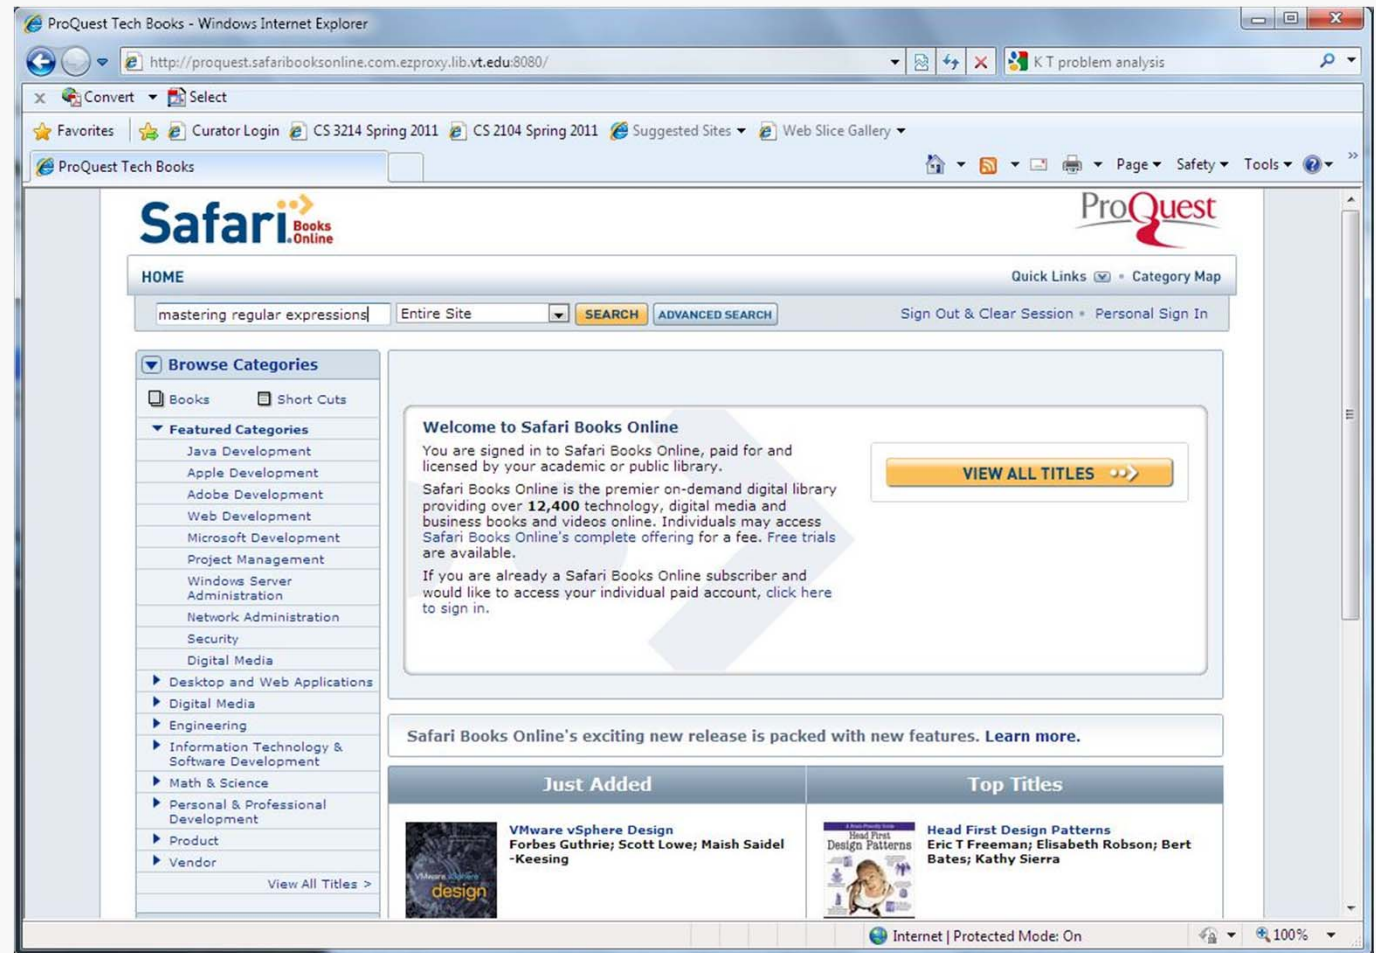 ProQuest Tech Books - Windows Internet Explorer
http://proquest.safaribooksonline.com.ezproxy.lib.vt.edu:8080/
K T problem analysis
x Convert Select
Favorites Curator Login CS 3214 Spring 2011 CS 2104 Spring 2011 Suggested Sites Web Slice Gallery
ProQuest Tech Books
Page Safety Tools
Safari Books Online
ProQuest
HOME
Quick Links • Category Map
mastering regular expressions Entire Site SEARCH ADVANCED SEARCH
Sign Out & Clear Session • Personal Sign In
Browse Categories
Books Short Cuts
Featured Categories
Java Development
Apple Development
Adobe Development
Web Development
Microsoft Development
Project Management
Windows Server
Administration
Network Administration
Security
Digital Media
Desktop and Web Applications
Digital Media
Engineering
Information Technology &
Software Development
Math & Science
Personal & Professional
Development
Product
Vendor
View All Titles >
Welcome to Safari Books Online
You are signed in to Safari Books Online, paid for and
licensed by your academic or public library.
Safari Books Online is the premier on-demand digital library
providing over 12,400 technology, digital media and
business books and videos online. Individuals may access
Safari Books Online's complete offering for a fee. Free trials
are available.
If you are already a Safari Books Online subscriber and
would like to access your individual paid account, click here
to sign in.
VIEW ALL TITLES
Safari Books Online's exciting new release is packed with new features. Learn more.
Just Added
VMware vSphere
design
VMware vSphere Design
Forbes Guthrie; Scott Lowe; Maish Saidel
-Keesing
Top Titles
Head First
Design Patterns
Head First Design Patterns
Eric T Freeman; Elisabeth Robson; Bert
Bates; Kathy Sierra
Internet | Protected Mode: On
100%